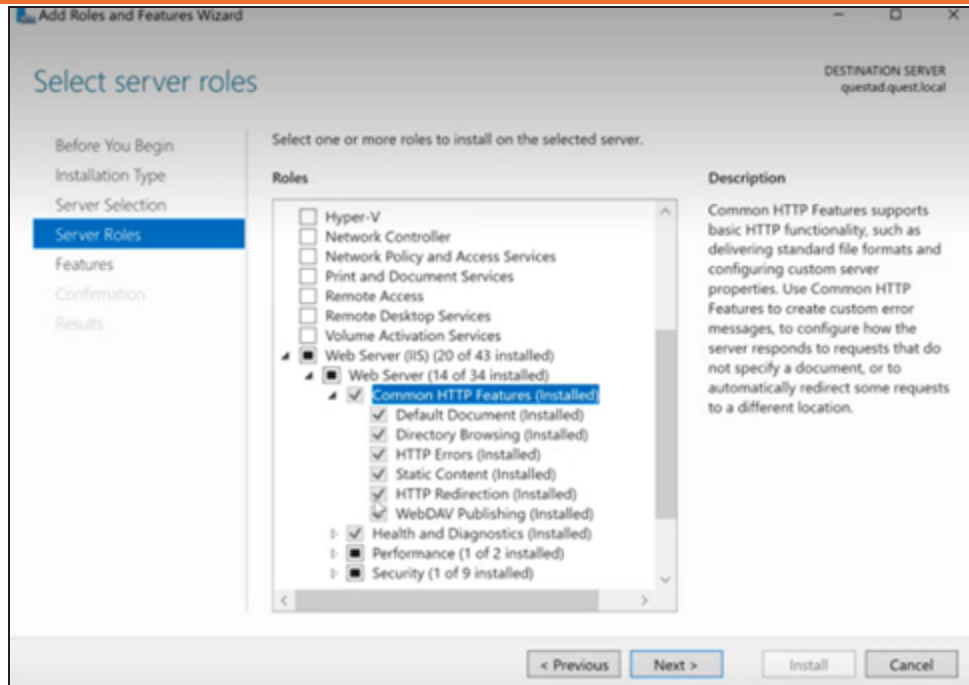 Add Roles and Features Wizard
Select server roles
DESTINATION SERVER
questad.quest.local
Before You Begin
Installation Type
Server Selection
Server Roles
Features
Confirmation
Results
Select one or more roles to install on the selected server.
Roles
Hyper-V
Network Controller
Network Policy and Access Services
Print and Document Services
Remote Access
Remote Desktop Services
Volume Activation Services
Web Server (IIS) (20 of 43 installed)
Web Server (14 of 34 installed)
Common HTTP Features (Installed)
Default Document (Installed)
Directory Browsing (Installed)
HTTP Errors (Installed)
Static Content (Installed)
HTTP Redirection (Installed)
WebDAV Publishing (Installed)
Health and Diagnostics (Installed)
Performance (1 of 2 installed)
Security (1 of 9 installed)
Description
Common HTTP Features supports
basic HTTP functionality, such as
delivering standard file formats and
configuring custom server
properties. Use Common HTTP
Features to create custom error
messages, to configure how the
server responds to requests that do
not specify a document, or to
automatically redirect some requests
to a different location.
< Previous
Next >
Install
Cancel